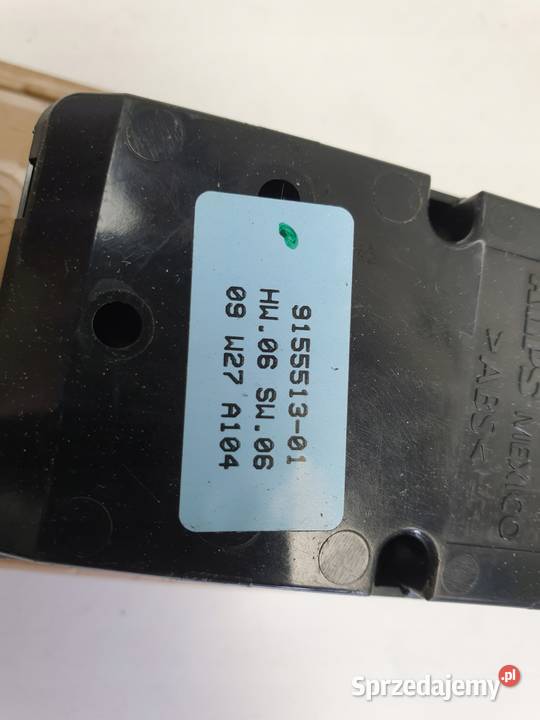 9155513-01
HW.06 SW.06
09 W27 A104
ALPS MEXICO
>ABS<
Sprzedajemy.pl